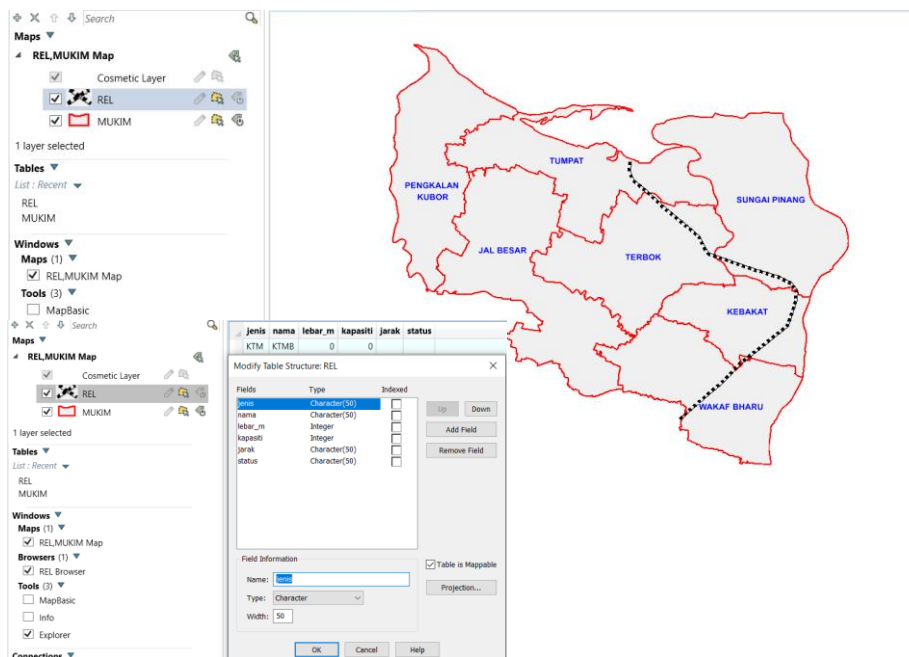 Search
Maps
REL,MUKIM Map
Cosmetic Layer
REL
MUKIM
1 layer selected
Tables
List : Recent
REL
MUKIM
Windows
Maps (1)
REL,MUKIM Map
Tools (3)
MapBasic
Search
Maps
REL,MUKIM Map
Cosmetic Layer
REL
MUKIM
1 layer selected
Tables
List : Recent
REL
MUKIM
Windows
Maps (1)
REL,MUKIM Map
Browsers (1)
REL Browser
Tools (3)
MapBasic
Info
Explorer
Connections
jenis nama lebar_m kapasiti jarak status
KTM KTMB 0 0
Modify Table Structure: REL
Fields Type Indexed
jenis Character(50)
nama Character(50)
lebar_m Integer
kapasiti Integer
jarak Character(50)
status Character(50)
Up Down
Add Field
Remove Field
Field Information
Name: jenis
Type: Character
Width: 50
Table is Mappable
Projection...
OK Cancel Help
TUMPAT
PENGKALAN
KUBOR
SUNGAI PINANG
JAL BESAR
TERBOK
KEBAKAT
WAKAF BHARU